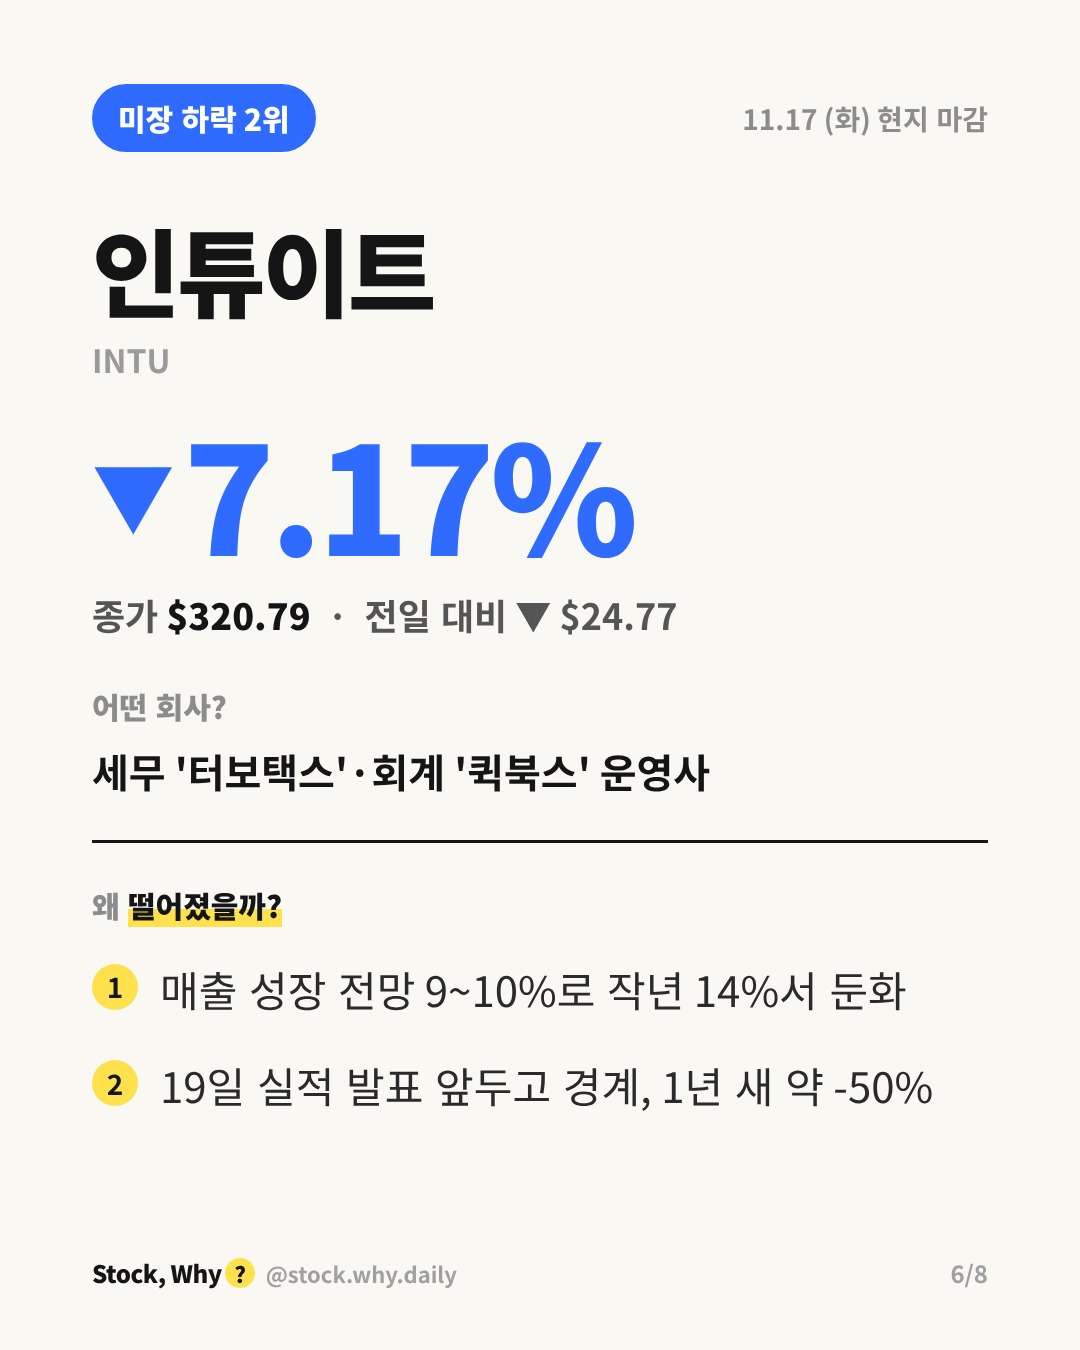 미장 하락 2위
11.17 (화) 현지 마감
인튜이트
INTU
▼7.17%
종가 $320.79 · 전일 대비 ▼ $24.77
어떤 회사?
세무 '터보택스'·회계 '퀵북스' 운영사
왜 떨어졌을까?
1 매출 성장 전망 9~10%로 작년 14%서 둔화
2 19일 실적 발표 앞두고 경계, 1년 새 약 -50%
Stock, Why ? @stock.why.daily
6/8